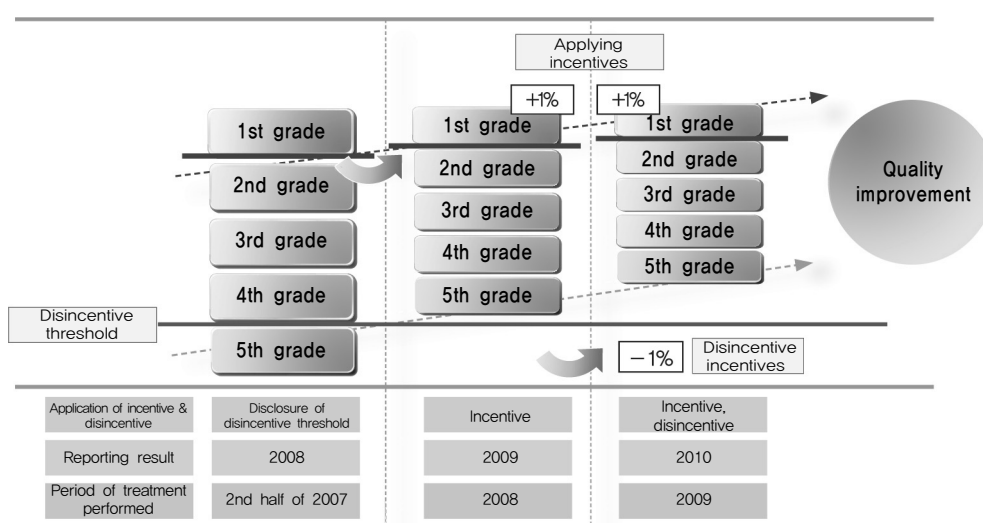 Applying
incentives
+1%
+1%
1st grade
2nd grade
3rd grade
4th grade
5th grade
1st grade
2nd grade
3rd grade
4th grade
5th grade
1st grade
2nd grade
3rd grade
4th grade
5th grade
Quality
improvement
Disincentive
threshold
−1%
Disincentive
incentives
Application of incentive &
disincentive
Disclosure of
disincentive threshold
Incentive
Incentive,
disincentive
Reporting result
2008
2009
2010
Period of treatment
performed
2nd half of 2007
2008
2009